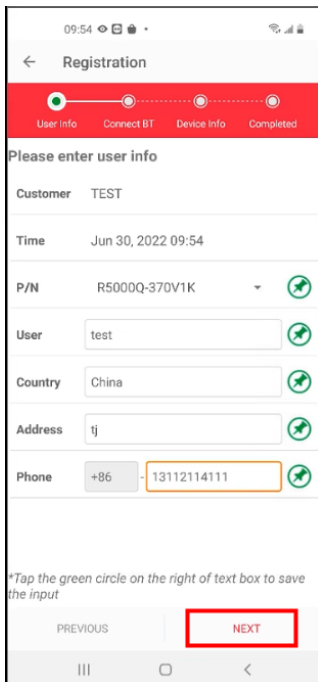 09:54
Registration
User Info Connect BT Device Info Completed
Please enter user info
Customer TEST
Time Jun 30, 2022 09:54
P/N R5000Q-370V1K
User test
Country China
Address tj
Phone +86 - 13112114111
*Tap the green circle on the right of text box to save
the input
PREVIOUS NEXT